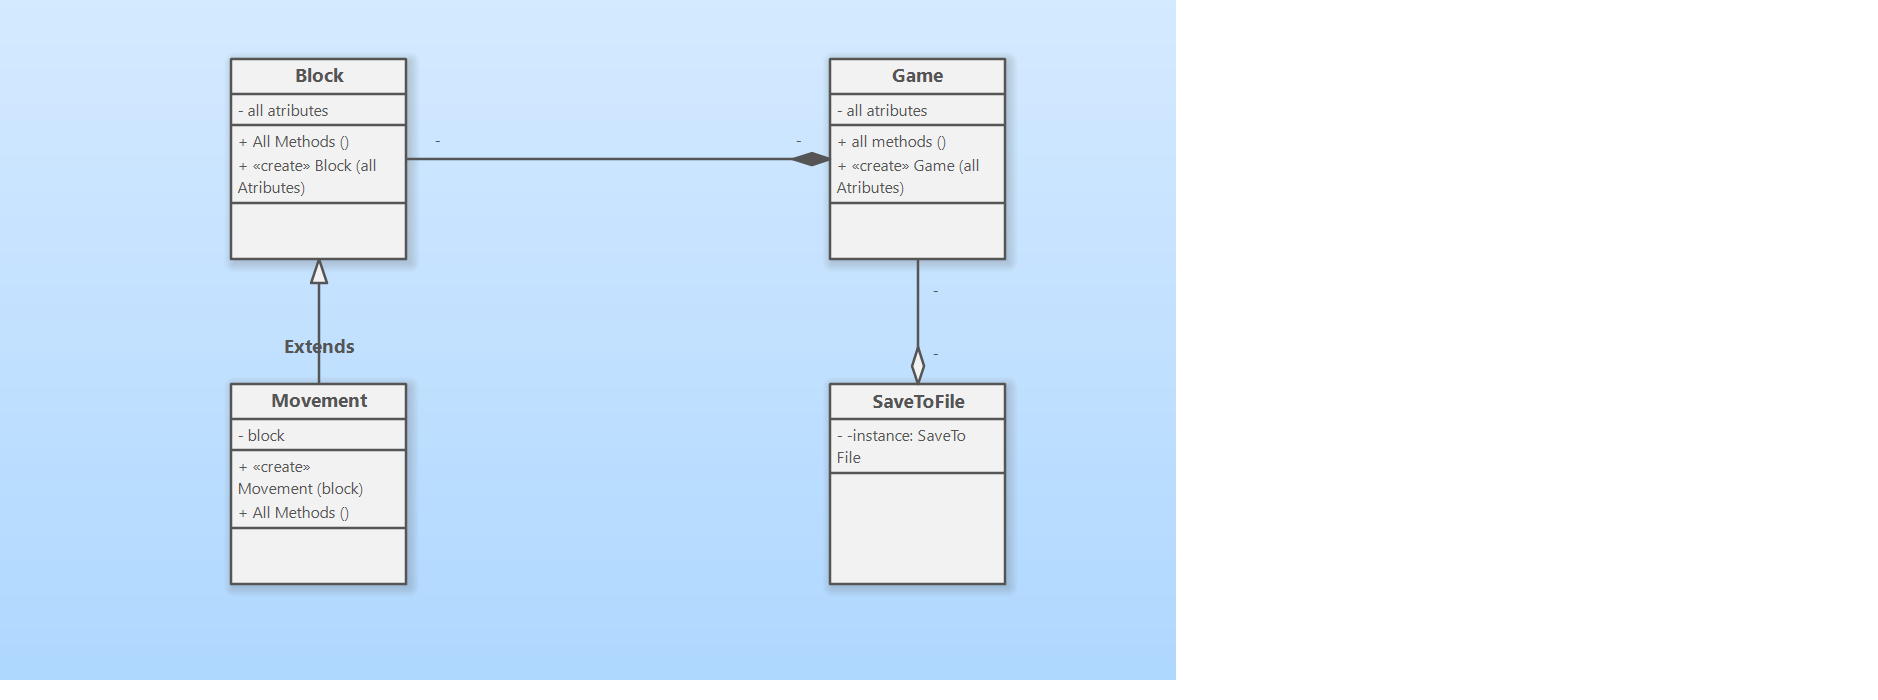 Block
- all atributes
+ All Methods ()
+ «create» Block (all
Atributes)
-
-
Game
- all atributes
+ all methods ()
+ «create» Game (all
Atributes)
-
-
Extends
Movement
- block
+ «create»
Movement (block)
+ All Methods ()
SaveToFile
- -instance: SaveTo
File